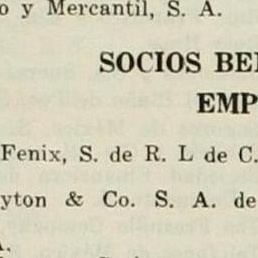 o y Mercantil, S. A.
SOCIOS BE
EMP
Fenix, S. de R. L de C.
yton & Co. S. A. de
A.